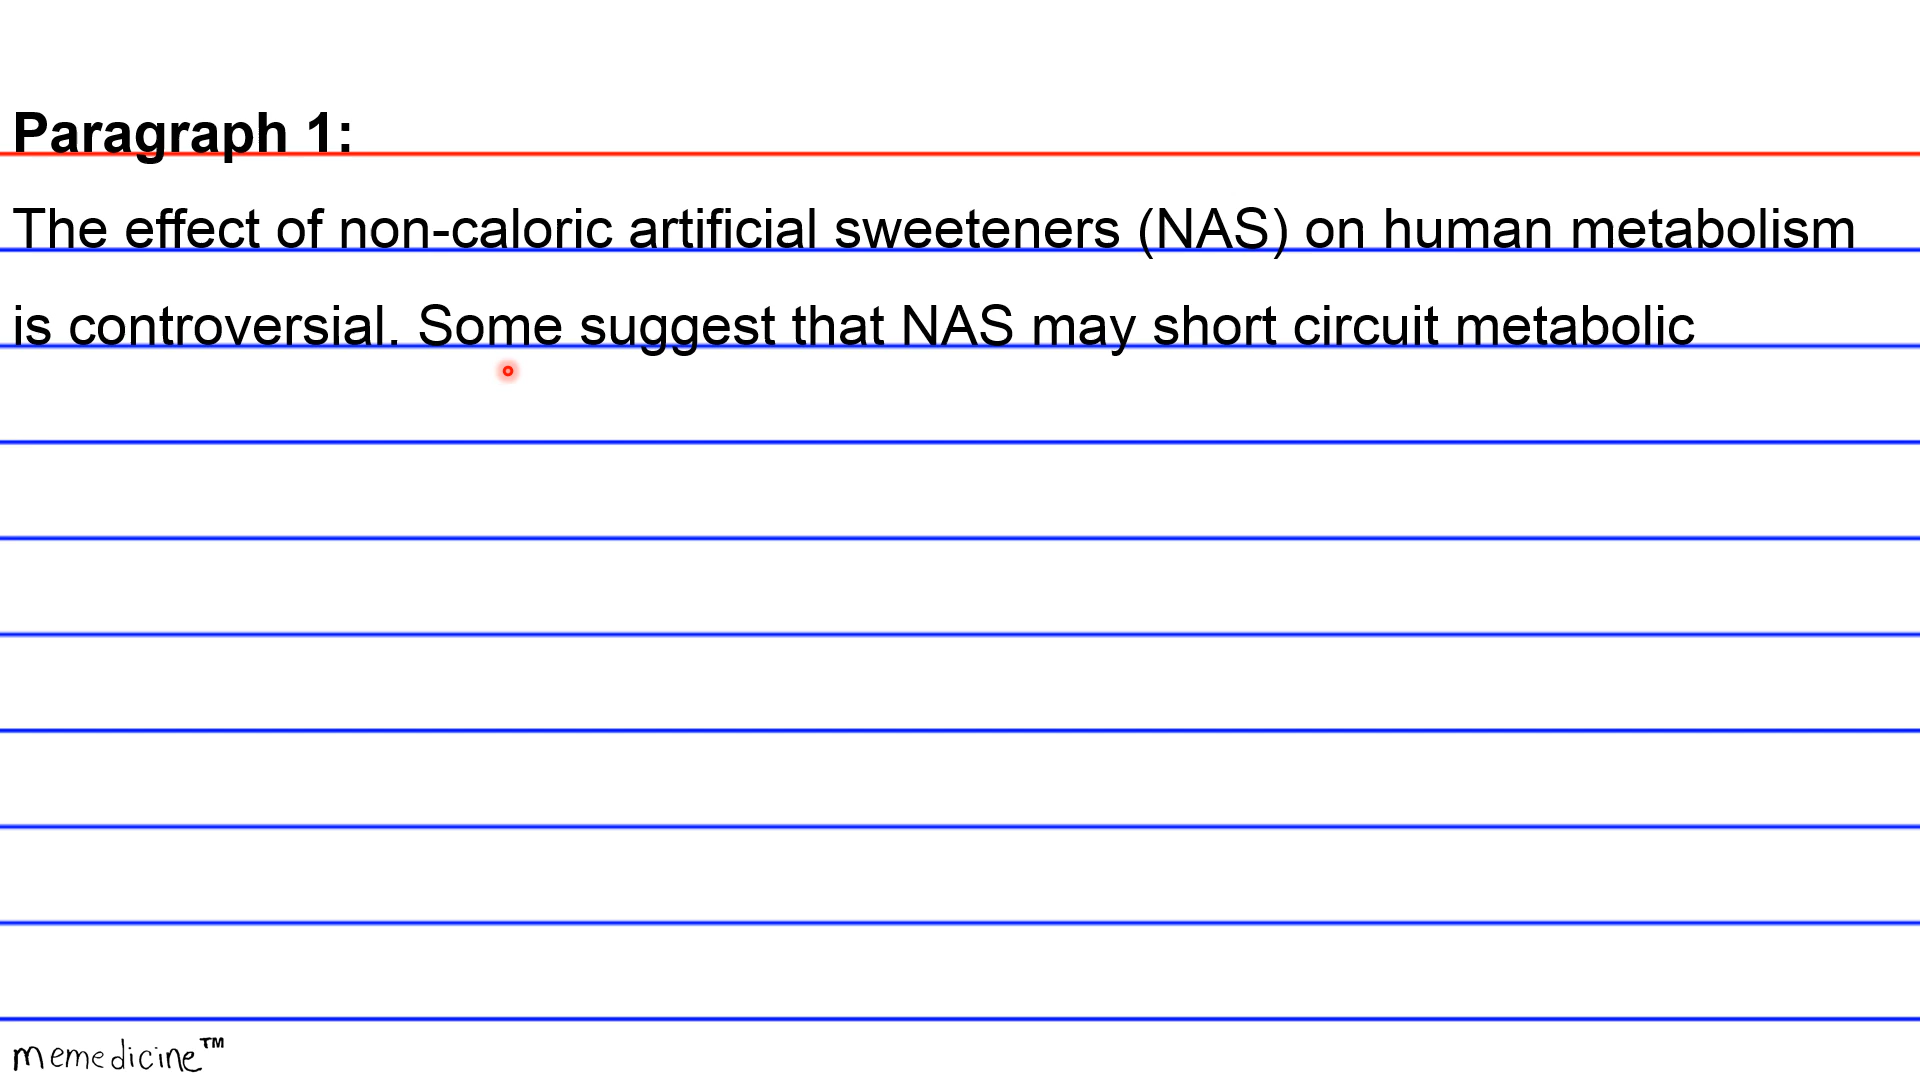 Paragraph 1:
The effect of non-caloric artificial sweeteners (NAS) on human metabolism
is controversial. Some suggest that NAS may short circuit metabolic
memedicine™